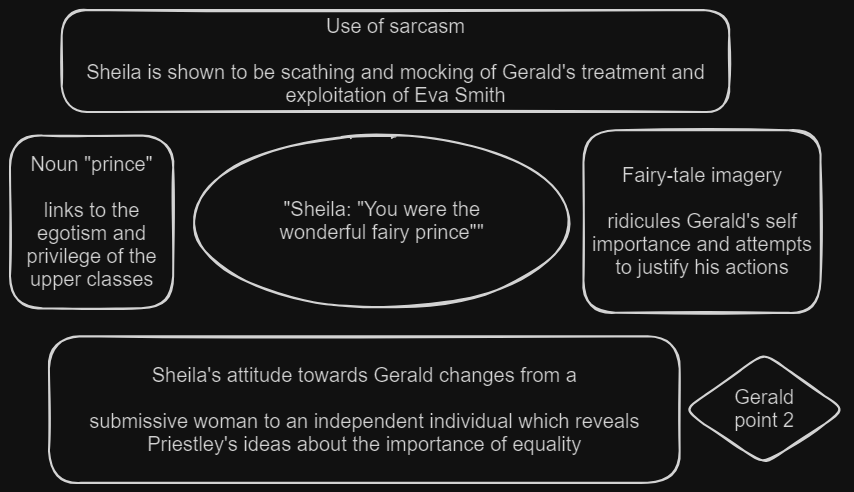 Use of sarcasm
Sheila is shown to be scathing and mocking of Gerald's treatment and
exploitation of Eva Smith
Noun "prince"
links to the
egotism and
privilege of the
upper classes
"Sheila: "You were the
wonderful fairy prince""
Fairy-tale imagery
ridicules Gerald's self
importance and attempts
to justify his actions
Sheila's attitude towards Gerald changes from a
submissive woman to an independent individual which reveals
Priestley's ideas about the importance of equality
Gerald
point 2